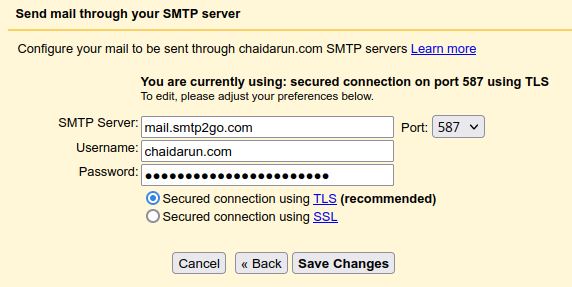 Send mail through your SMTP server
Configure your mail to be sent through chaidarun.com SMTP servers Learn more
You are currently using: secured connection on port 587 using TLS
To edit, please adjust your preferences below.
SMTP Server: mail.smtp2go.com Port: 587
Username: chaidarun.com
Password: ●●●●●●●●●●●●●●●●●●●●●●●
Secured connection using TLS (recommended)
Secured connection using SSL
Cancel « Back Save Changes